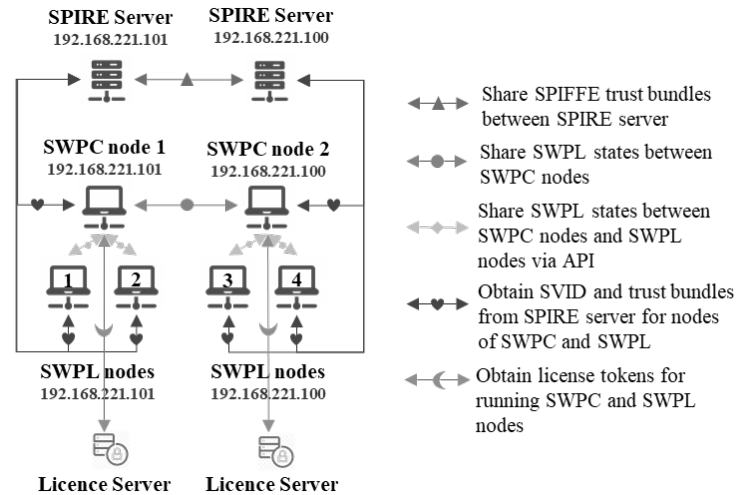 SPIRE Server
192.168.221.101
SPIRE Server
192.168.221.100
SWPC node 1
192.168.221.101
SWPC node 2
192.168.221.100
1
2
3
4
SWPL nodes
192.168.221.101
SWPL nodes
192.168.221.100
Licence Server
Licence Server
Share SPIFFE trust bundles
between SPIRE server
Share SWPL states between
SWPC nodes
Share SWPL states between
SWPC nodes and SWPL
nodes via API
Obtain SVID and trust bundles
from SPIRE server for nodes
of SWPC and SWPL
Obtain license tokens for
running SWPC and SWPL
nodes